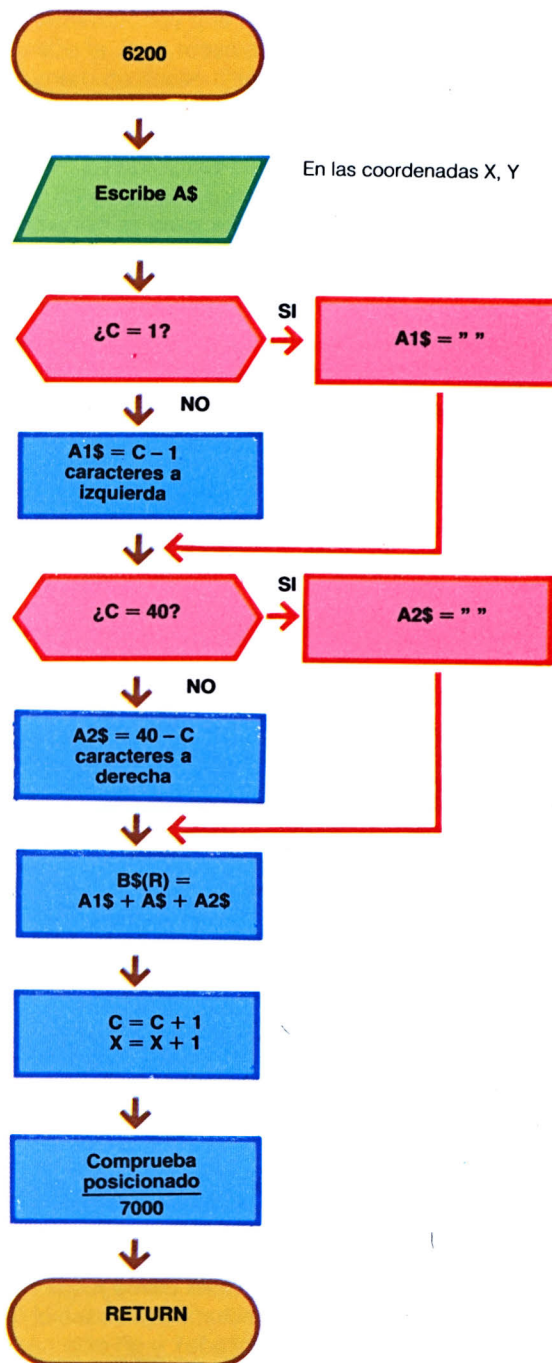 6200
Escribe A$
En las coordenadas X, Y
¿C = 1?
SI
A1$ = " "
NO
A1$ = C – 1
caracteres a
izquierda
¿C = 40?
SI
A2$ = " "
NO
A2$ = 40 – C
caracteres a
derecha
B$(R) =
A1$ + A$ + A2$
C = C + 1
X = X + 1
Comprueba
posicionado
7000
RETURN